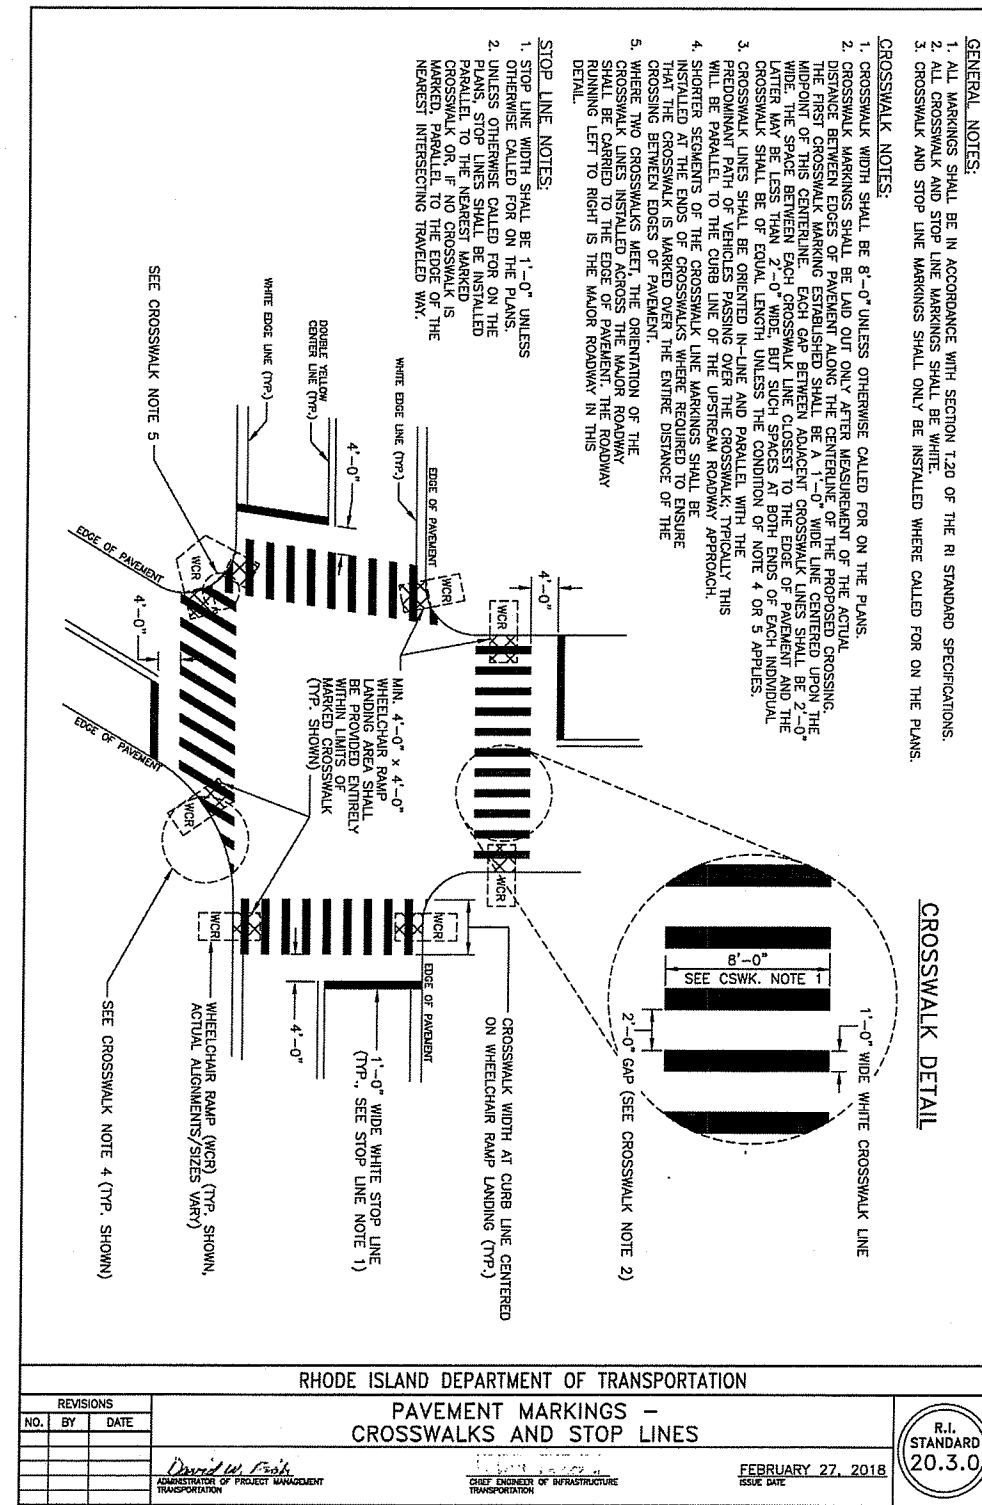 GENERAL NOTES:
1. ALL MARKINGS SHALL BE IN ACCORDANCE WITH SECTION T.20 OF THE RI STANDARD SPECIFICATIONS.
2. ALL CROSSWALK AND STOP LINE MARKINGS SHALL BE WHITE.
3. CROSSWALK AND STOP LINE MARKINGS SHALL ONLY BE INSTALLED WHERE CALLED FOR ON THE PLANS.
CROSSWALK NOTES:
1. CROSSWALK WIDTH SHALL BE 8'-0" UNLESS OTHERWISE CALLED FOR ON THE PLANS.
2. CROSSWALK MARKINGS SHALL BE LAID OUT ONLY AFTER MEASUREMENT OF THE ACTUAL
DISTANCE BETWEEN EDGES OF PAVEMENT ALONG THE CENTERLINE OF THE PROPOSED CROSSING.
THE FIRST CROSSWALK MARKING ESTABLISHED SHALL BE A 1'-0" WIDE LINE CENTERED UPON THE
MIDPOINT OF THIS CENTERLINE. EACH GAP BETWEEN ADJACENT CROSSWALK LINES SHALL BE 2'-0"
WIDE. THE SPACE BETWEEN EACH CROSSWALK LINE CLOSEST TO THE EDGE OF PAVEMENT AND THE
LATTER MAY BE LESS THAN 2'-0" WIDE, BUT SUCH SPACES AT BOTH ENDS OF EACH INDIVIDUAL
CROSSWALK SHALL BE OF EQUAL LENGTH UNLESS THE CONDITION OF NOTE 4 OR 5 APPLIES.
3. CROSSWALK LINES SHALL BE ORIENTED IN-LINE AND PARALLEL WITH THE
PREDOMINANT PATH OF VEHICLES PASSING OVER THE CROSSWALK; TYPICALLY THIS
WILL BE PARALLEL TO THE CURB LINE OF THE UPSTREAM ROADWAY APPROACH.
4. SHORTER SEGMENTS OF THE CROSSWALK LINE MARKINGS SHALL BE
INSTALLED AT THE ENDS OF CROSSWALKS WHERE REQUIRED TO ENSURE
THAT THE CROSSWALK IS MARKED OVER THE ENTIRE DISTANCE OF THE
CROSSING BETWEEN EDGES OF PAVEMENT.
5. WHERE TWO CROSSWALKS MEET, THE ORIENTATION OF THE
CROSSWALK LINES INSTALLED ACROSS THE MAJOR ROADWAY
SHALL BE CARRIED TO THE EDGE OF PAVEMENT. THE ROADWAY
RUNNING LEFT TO RIGHT IS THE MAJOR ROADWAY IN THIS
DETAIL.
STOP LINE NOTES:
1. STOP LINE WIDTH SHALL BE 1'-0" UNLESS
OTHERWISE CALLED FOR ON THE PLANS.
2. UNLESS OTHERWISE CALLED FOR ON THE
PLANS, STOP LINES SHALL BE INSTALLED
PARALLEL TO THE NEAREST MARKED
CROSSWALK OR, IF NO CROSSWALK IS
MARKED, PARALLEL TO THE EDGE OF THE
NEAREST INTERSECTING TRAVELED WAY.
CROSSWALK DETAIL
8'-0"
SEE CSWK. NOTE 1
1'-0" WIDE WHITE CROSSWALK LINE
2'-0" GAP (SEE CROSSWALK NOTE 2)
4'-0"
WCR
WCR
WHITE EDGE LINE (TYP.)
EDGE OF PAVEMENT
DOUBLE YELLOW
CENTER LINE (TYP.)
4'-0"
WHITE EDGE LINE (TYP.)
WCR
MIN. 4'-0" x 4'-0"
WHEELCHAIR RAMP
LANDING AREA SHALL
BE PROVIDED ENTIRELY
WITHIN LIMITS OF
MARKED CROSSWALK
(TYP. SHOWN)
WCR
CROSSWALK WIDTH AT CURB LINE CENTERED
ON WHEELCHAIR RAMP LANDING (TYP.)
EDGE OF PAVEMENT
1'-0" WIDE WHITE STOP LINE
(TYP., SEE STOP LINE NOTE 1)
4'-0"
WCR
WCR
WHEELCHAIR RAMP (WCR) (TYP. SHOWN,
ACTUAL ALIGNMENTS/SIZES VARY)
SEE CROSSWALK NOTE 5
EDGE OF PAVEMENT
4'-0"
EDGE OF PAVEMENT
WCR
SEE CROSSWALK NOTE 4 (TYP. SHOWN)
RHODE ISLAND DEPARTMENT OF TRANSPORTATION
REVISIONS
NO. BY DATE
PAVEMENT MARKINGS -
CROSSWALKS AND STOP LINES
David W. Fish
ADMINISTRATOR OF PROJECT MANAGEMENT
TRANSPORTATION
CHIEF ENGINEER OF INFRASTRUCTURE
TRANSPORTATION
FEBRUARY 27, 2018
ISSUE DATE
R.I.
STANDARD
20.3.0